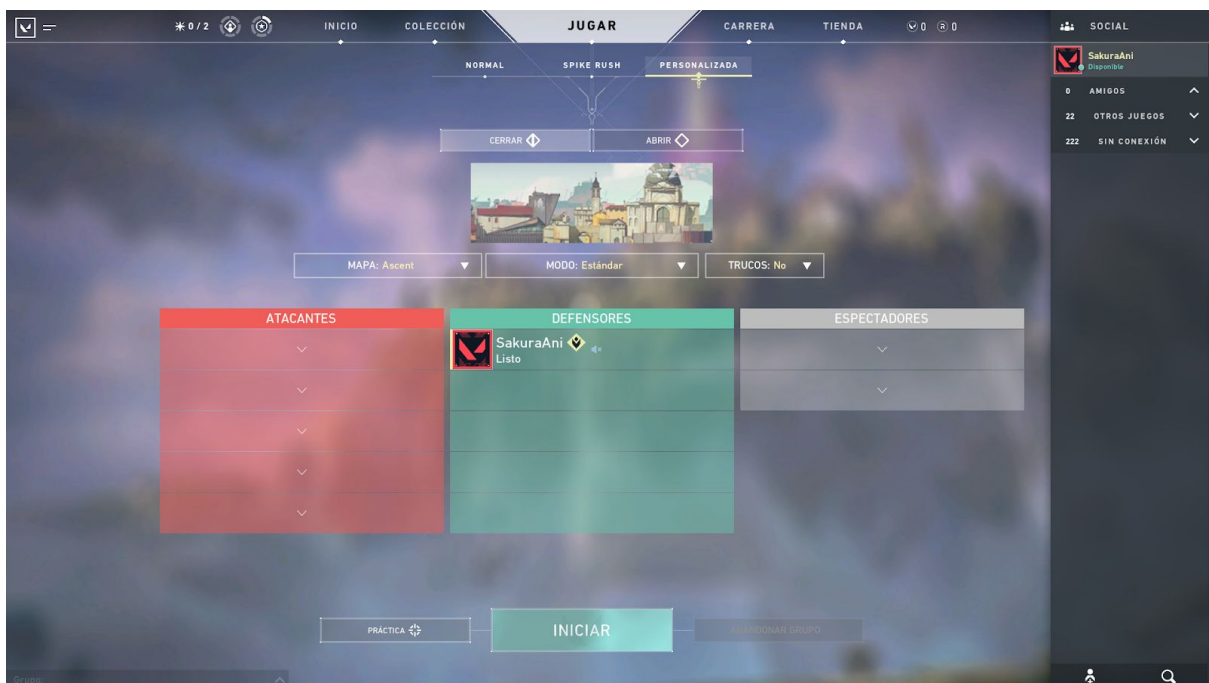 0 / 2
INICIO
COLECCIÓN
JUGAR
CARRERA
TIENDA
0
R 0
SOCIAL
NORMAL
SPIKE RUSH
PERSONALIZADA
SakuraAni
Disponible
0 AMIGOS
22 OTROS JUEGOS
222 SIN CONEXIÓN
CERRAR
ABRIR
MAPA: Ascent
MODO: Estándar
TRUCOS: No
ATACANTES
DEFENSORES
ESPECTADORES
SakuraAni
Listo
PRÁCTICA
INICIAR
ABANDONAR GRUPO
Grupo